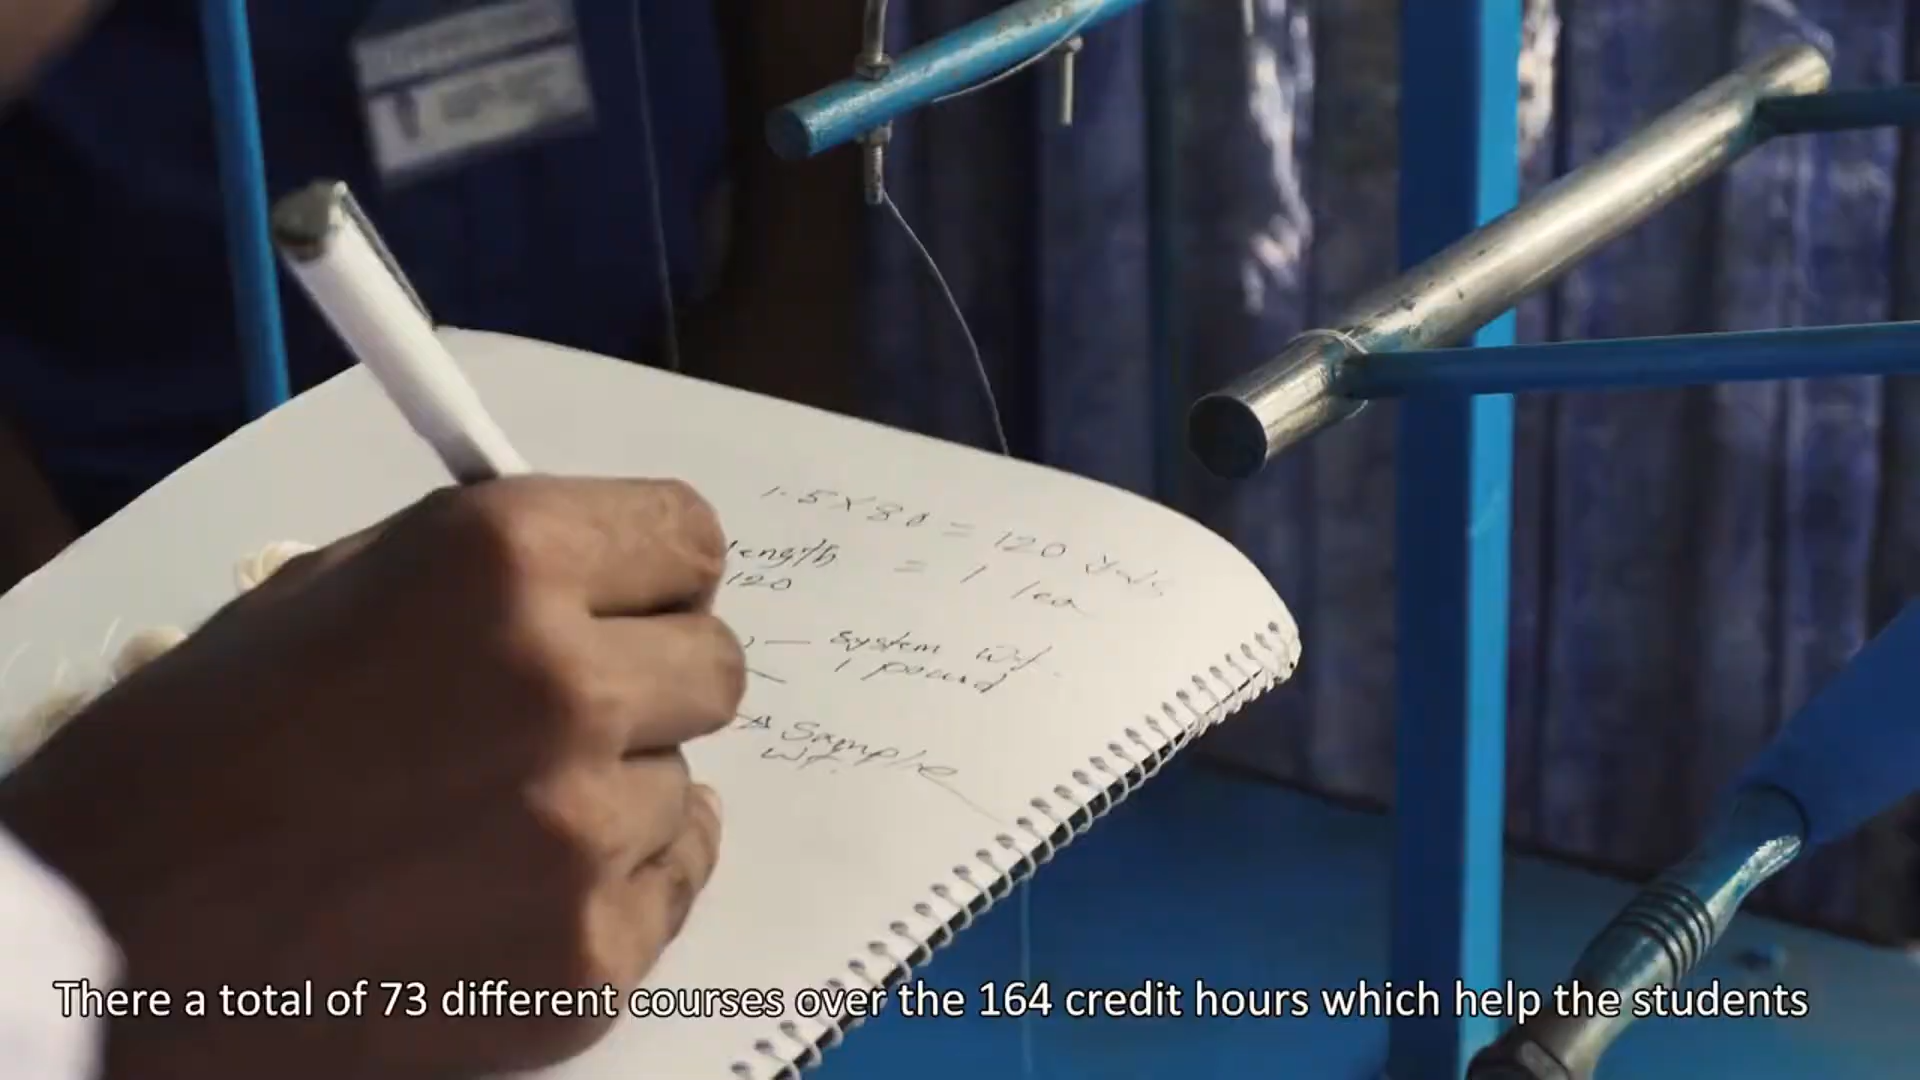 1.5 X 80 = 120 yds
length = 1 lea
120
system wt.
1 pound
Sample
wt.
There a total of 73 different courses over the 164 credit hours which help the students